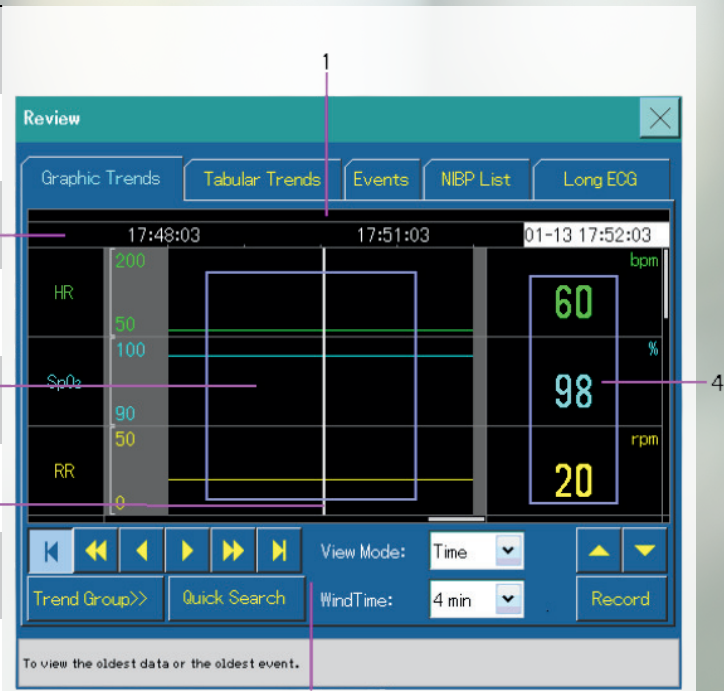 1
Review
Graphic Trends Tabular Trends Events NIBP List Long ECG
17:48:03 17:51:03 01-13 17:52:03
200 bpm
HR 60
50
100 %
SpO₂ 98 4
90
50 rpm
RR 20
0
View Mode: Time
Trend Group>> Quick Search WindTime: 4 min Record
To view the oldest data or the oldest event.